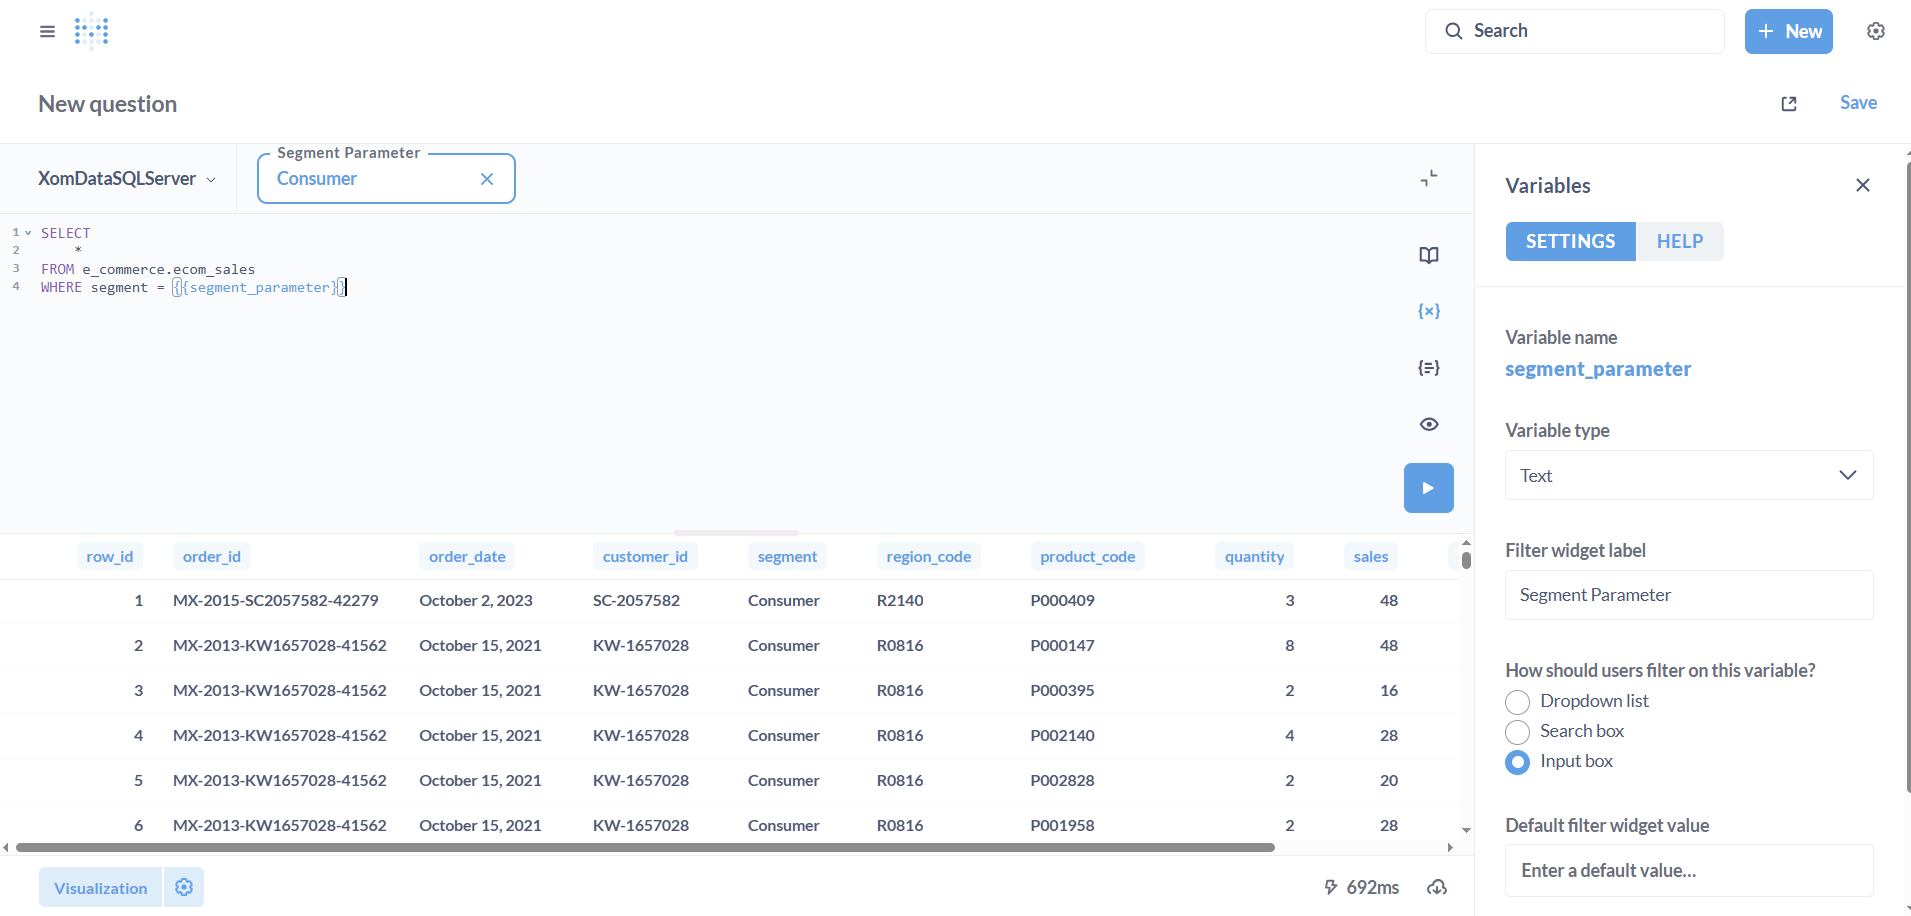 Search
+ New
New question
Save
XomDataSQLServer
Segment Parameter
Consumer
1 SELECT
2 *
3 FROM e_commerce.ecom_sales
4 WHERE segment = {{segment_parameter}}
row_id order_id order_date customer_id segment region_code product_code quantity sales
1 MX-2015-SC2057582-42279 October 2, 2023 SC-2057582 Consumer R2140 P000409 3 48
2 MX-2013-KW1657028-41562 October 15, 2021 KW-1657028 Consumer R0816 P000147 8 48
3 MX-2013-KW1657028-41562 October 15, 2021 KW-1657028 Consumer R0816 P000395 2 16
4 MX-2013-KW1657028-41562 October 15, 2021 KW-1657028 Consumer R0816 P002140 4 28
5 MX-2013-KW1657028-41562 October 15, 2021 KW-1657028 Consumer R0816 P002828 2 20
6 MX-2013-KW1657028-41562 October 15, 2021 KW-1657028 Consumer R0816 P001958 2 28
Visualization
692ms
Variables
SETTINGS HELP
Variable name
segment_parameter
Variable type
Text
Filter widget label
Segment Parameter
How should users filter on this variable?
Dropdown list
Search box
Input box
Default filter widget value
Enter a default value...